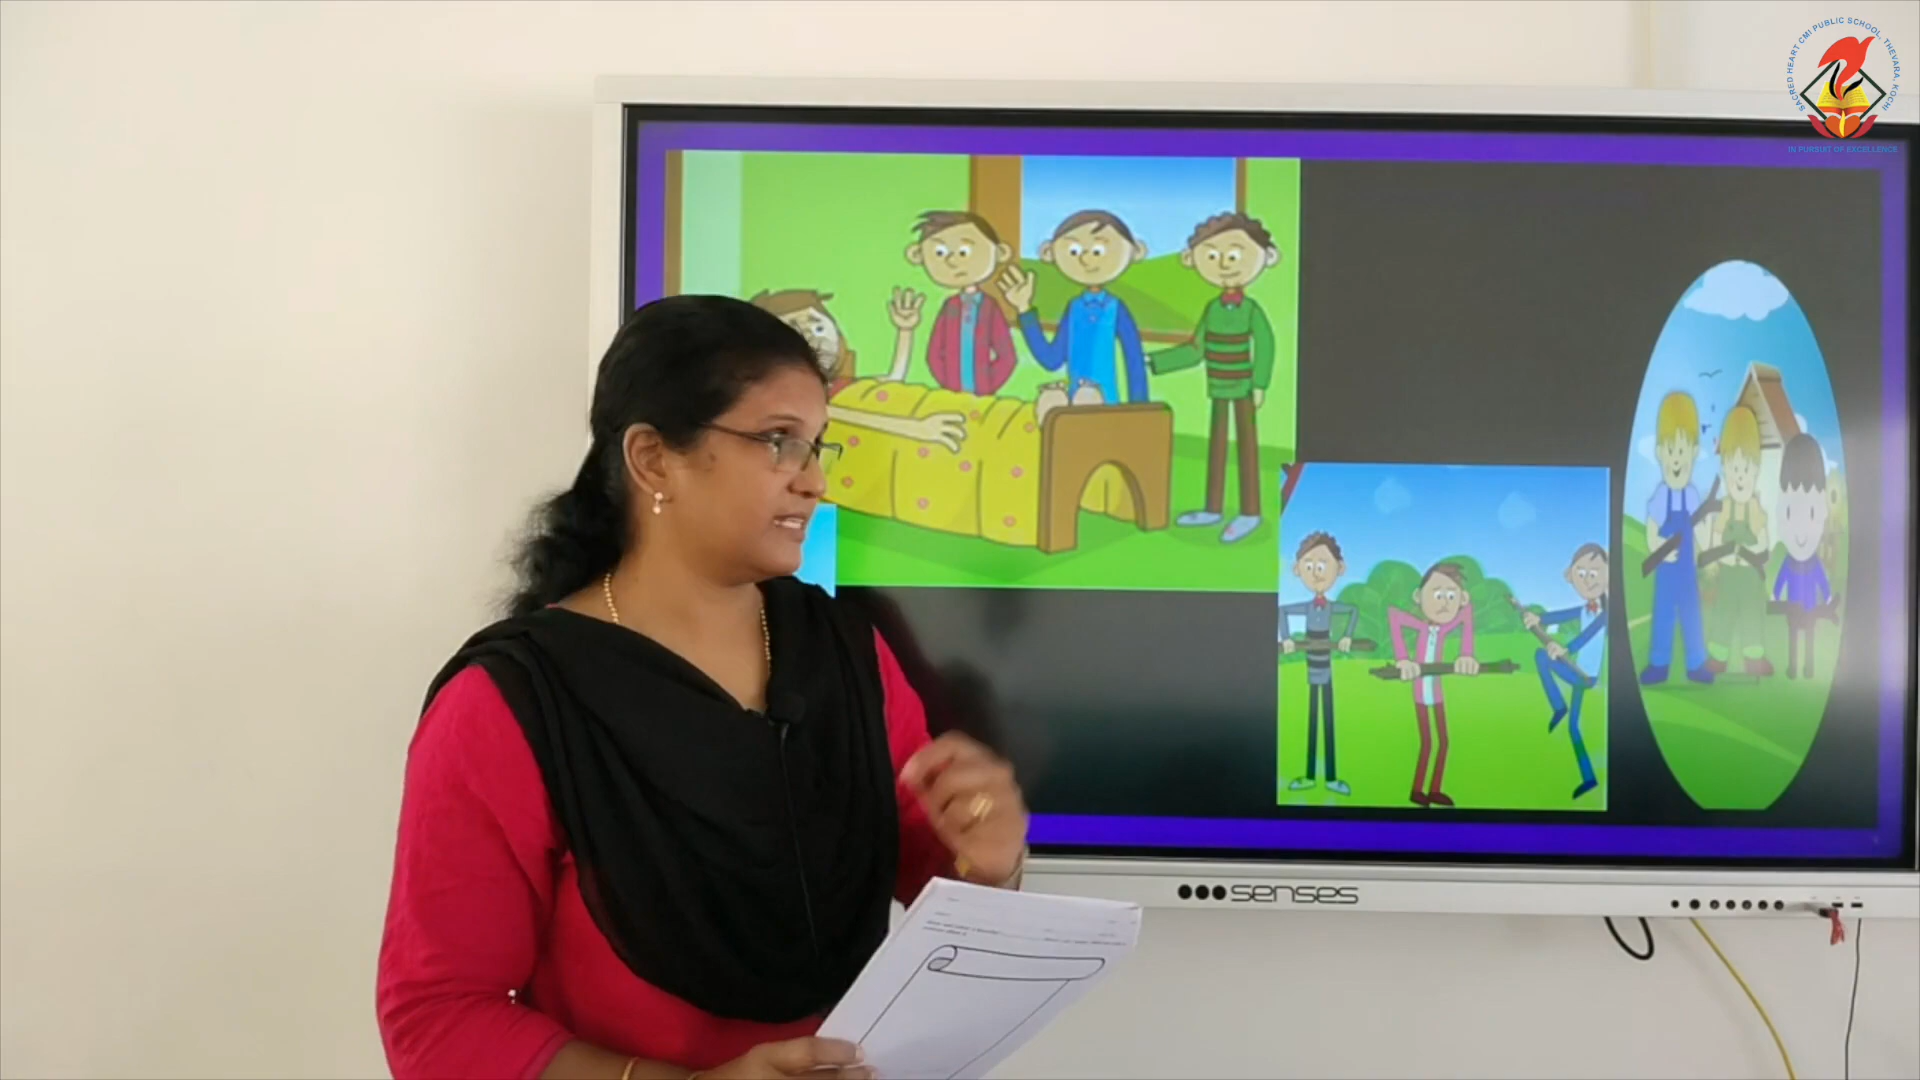 SACRED HEART CMI PUBLIC SCHOOL, THEVARA, KOCHI
IN PURSUIT OF EXCELLENCE
senses